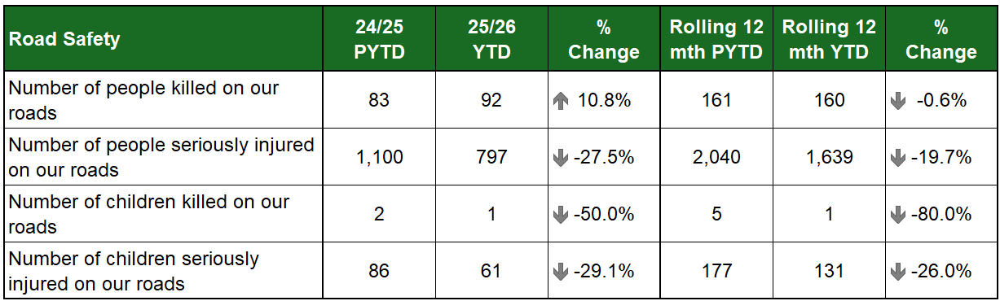 Road Safety
24/25 PYTD
25/26 YTD
% Change
Rolling 12 mth PYTD
Rolling 12 mth YTD
% Change
Number of people killed on our
roads
83
92
10.8%
161
160
-0.6%
Number of people seriously injured
on our roads
1,100
797
-27.5%
2,040
1,639
-19.7%
Number of children killed on our
roads
2
1
-50.0%
5
1
-80.0%
Number of children seriously
injured on our roads
86
61
-29.1%
177
131
-26.0%